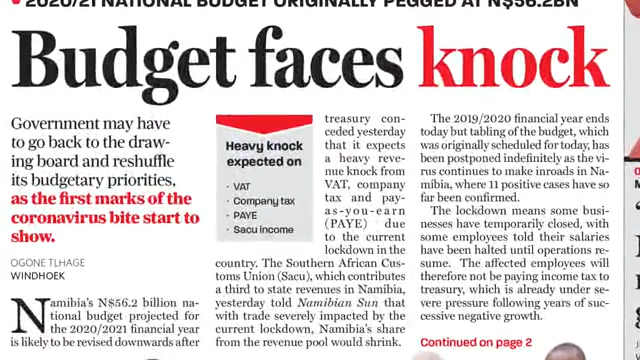 • 2020/21 NATIONAL BUDGET ORIGINALLY PEGGED AT N$56.2BN
Budget faces knock
Government may have
to go back to the draw-
ing board and reshuffle
its budgetary priorities,
as the first marks of the
coronavirus bite start to
show.
OGONE TLHAGE
WINDHOEK
Namibia's N$56.2 billion na-
tional budget projected for
the 2020/2021 financial year
is likely to be revised downwards after
Heavy knock
expected on
· VAT
· Company tax
· PAYE
· Sacu income
treasury con-
ceded yesterday
that it expects
a heavy reve-
nue knock from
VAT, company
tax and pay-
as-you-earn
(PAYE) due
to the current
lockdown in the
country. The Southern African Cus-
toms Union (Sacu), which contributes
a third to state revenues in Namibia,
yesterday told Namibian Sun that
with trade severely impacted by the
current lockdown, Namibia's share
from the revenue pool would shrink.
The 2019/2020 financial year ends
today but tabling of the budget, which
was originally scheduled for today, has
been postponed indefinitely as the vi-
rus continues to make inroads in Na-
mibia, where 11 positive cases have so
far been confirmed.
The lockdown means some busi-
nesses have temporarily closed, with
some employees told their salaries
have been halted until operations re-
sume. The affected employees will
therefore not be paying income tax to
treasury, which is already under se-
vere pressure following years of suc-
cessive negative growth.
Continued on page 2